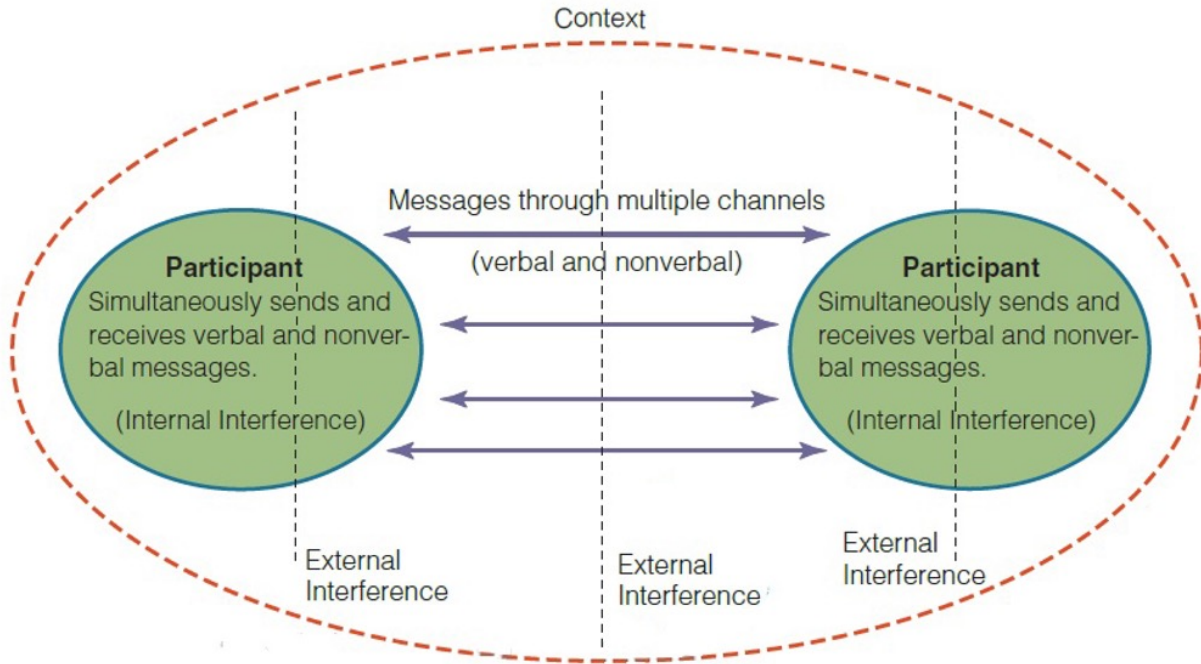 Context
Messages through multiple channels
(verbal and nonverbal)
Participant
Simultaneously sends and
receives verbal and nonver-
bal messages.
(Internal Interference)
Participant
Simultaneously sends and
receives verbal and nonver-
bal messages.
(Internal Interference)
External
Interference
External
Interference
External
Interference